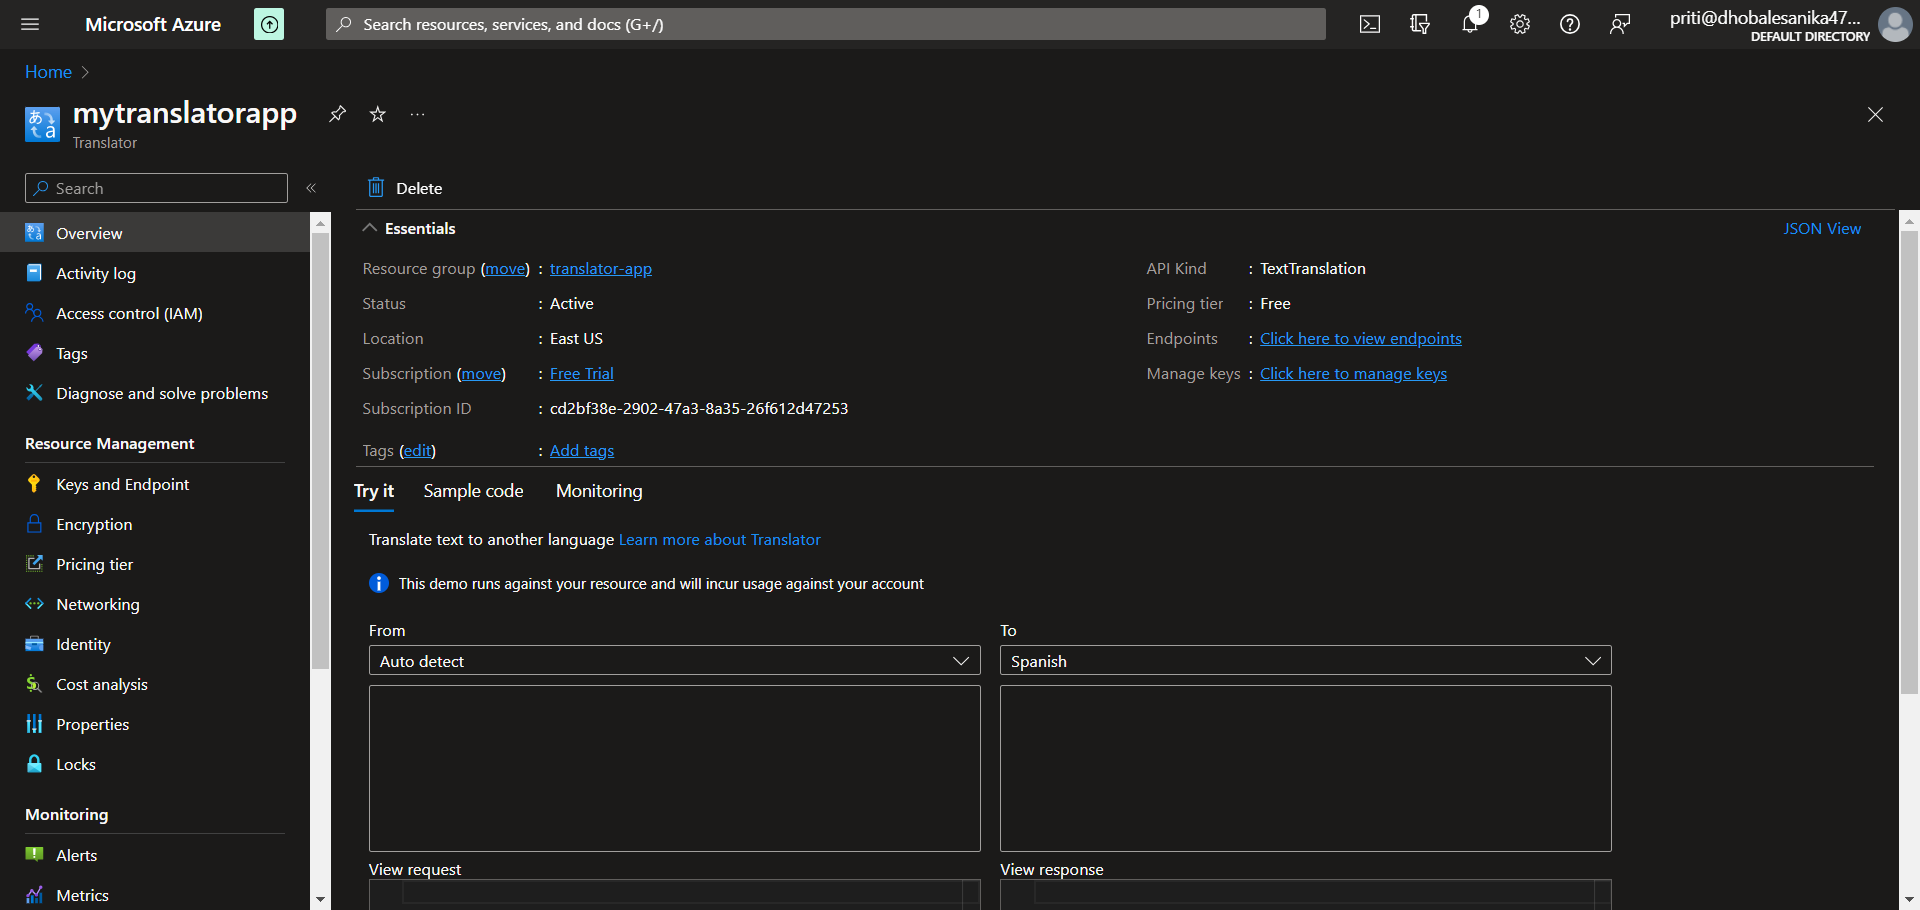 Microsoft Azure
Search resources, services, and docs (G+/)
1
priti@dhobalesanika47...
DEFAULT DIRECTORY
Home
mytranslatorapp
Translator
Search
Delete
Overview
Activity log
Access control (IAM)
Tags
Diagnose and solve problems
Resource Management
Keys and Endpoint
Encryption
Pricing tier
Networking
Identity
Cost analysis
Properties
Locks
Monitoring
Alerts
Metrics
Essentials
JSON View
Resource group (move) : translator-app
Status : Active
Location : East US
Subscription (move) : Free Trial
Subscription ID : cd2bf38e-2902-47a3-8a35-26f612d47253
Tags (edit) : Add tags
API Kind : TextTranslation
Pricing tier : Free
Endpoints : Click here to view endpoints
Manage keys : Click here to manage keys
Try it Sample code Monitoring
Translate text to another language Learn more about Translator
This demo runs against your resource and will incur usage against your account
From
Auto detect
To
Spanish
View request
View response